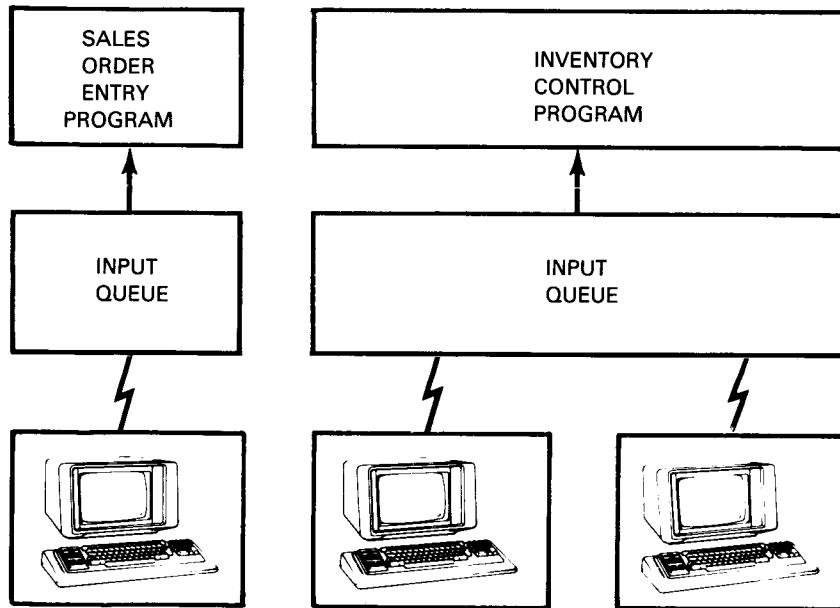 SALES
ORDER
ENTRY
PROGRAM
INVENTORY
CONTROL
PROGRAM
INPUT
QUEUE
INPUT
QUEUE